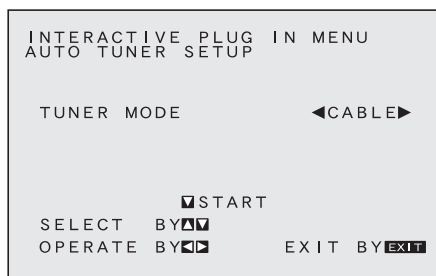 INTERACTIVE PLUG IN MENU
AUTO TUNER SETUP
TUNER MODE ◀CABLE▶
▼START
SELECT BY▲▼
OPERATE BY◀▶ EXIT BY EXIT